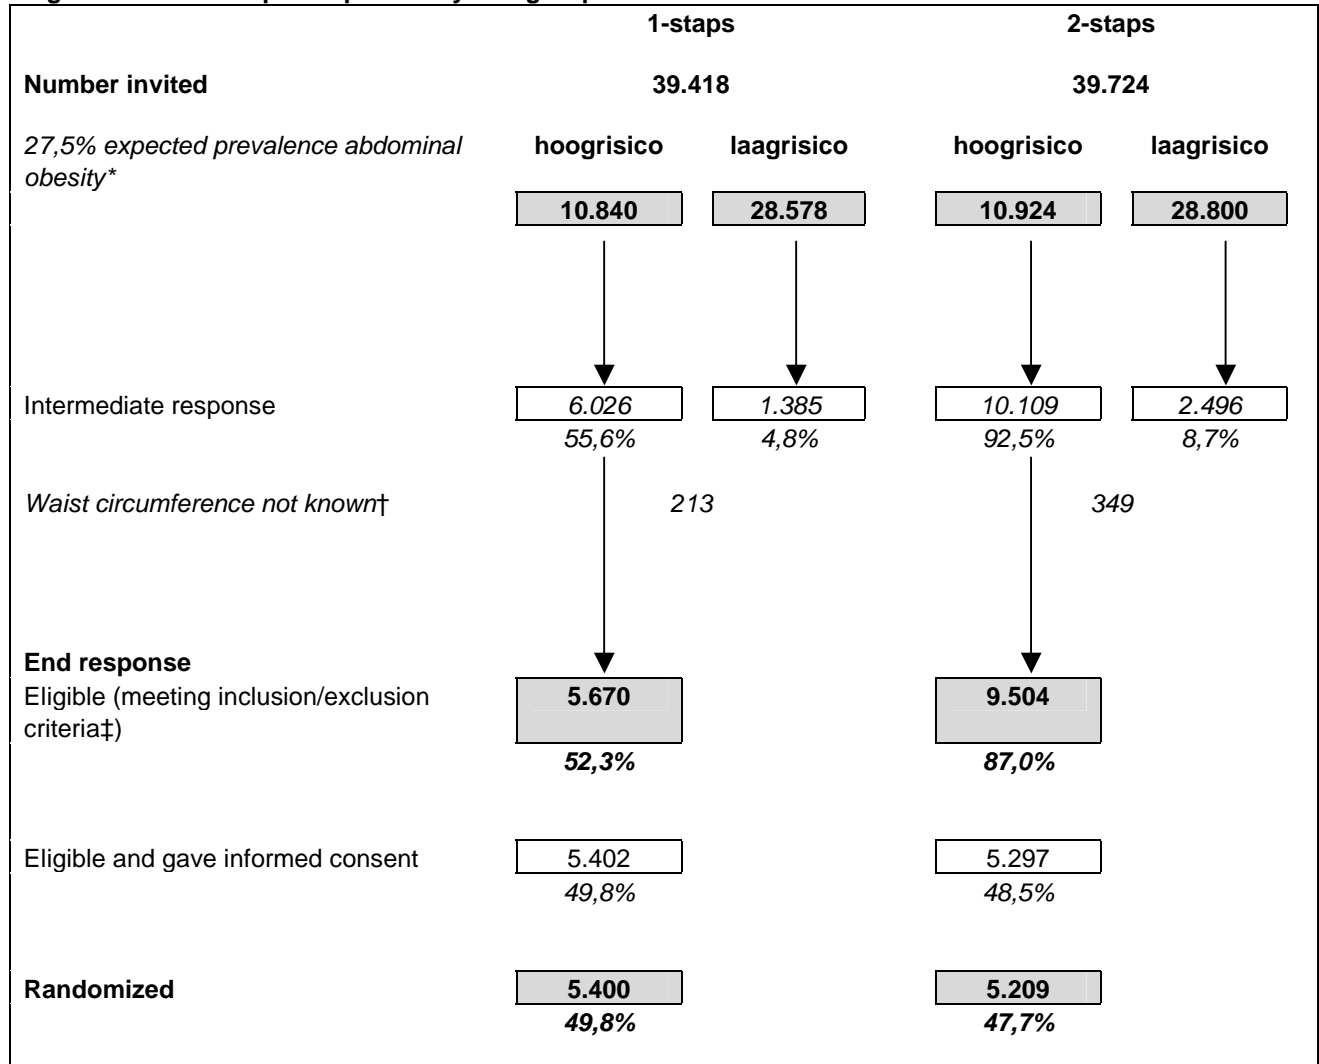 1-staps 2-staps
Number invited 39.418 39.724
27,5% expected prevalence abdominal hoogrisico laagrisico hoogrisico laagrisico
obesity*
10.840 28.578 10.924 28.800
Intermediate response 6.026 1.385 10.109 2.496
55,6% 4,8% 92,5% 8,7%
Waist circumference not known† 213 349
End response
Eligible (meeting inclusion/exclusion 5.670 9.504
criteria‡)
52,3% 87,0%
Eligible and gave informed consent 5.402 5.297
49,8% 48,5%
Randomized 5.400 5.209
49,8% 47,7%